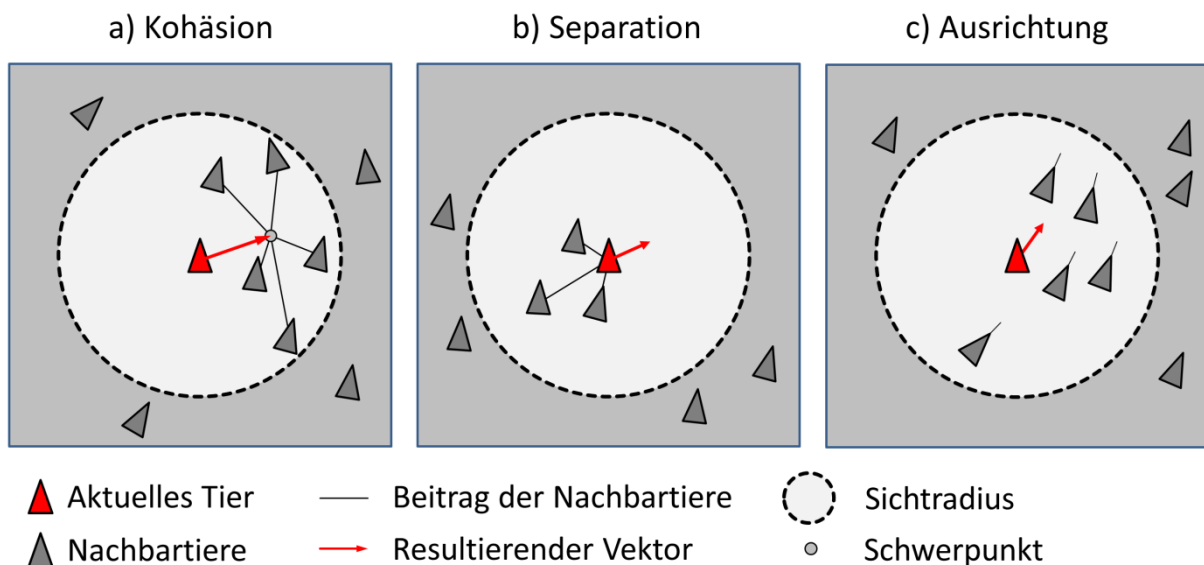 a) Kohäsion
b) Separation
c) Ausrichtung
Aktuelles Tier
Beitrag der Nachbartiere
Sichtradius
Nachbartiere
Resultierender Vektor
Schwerpunkt